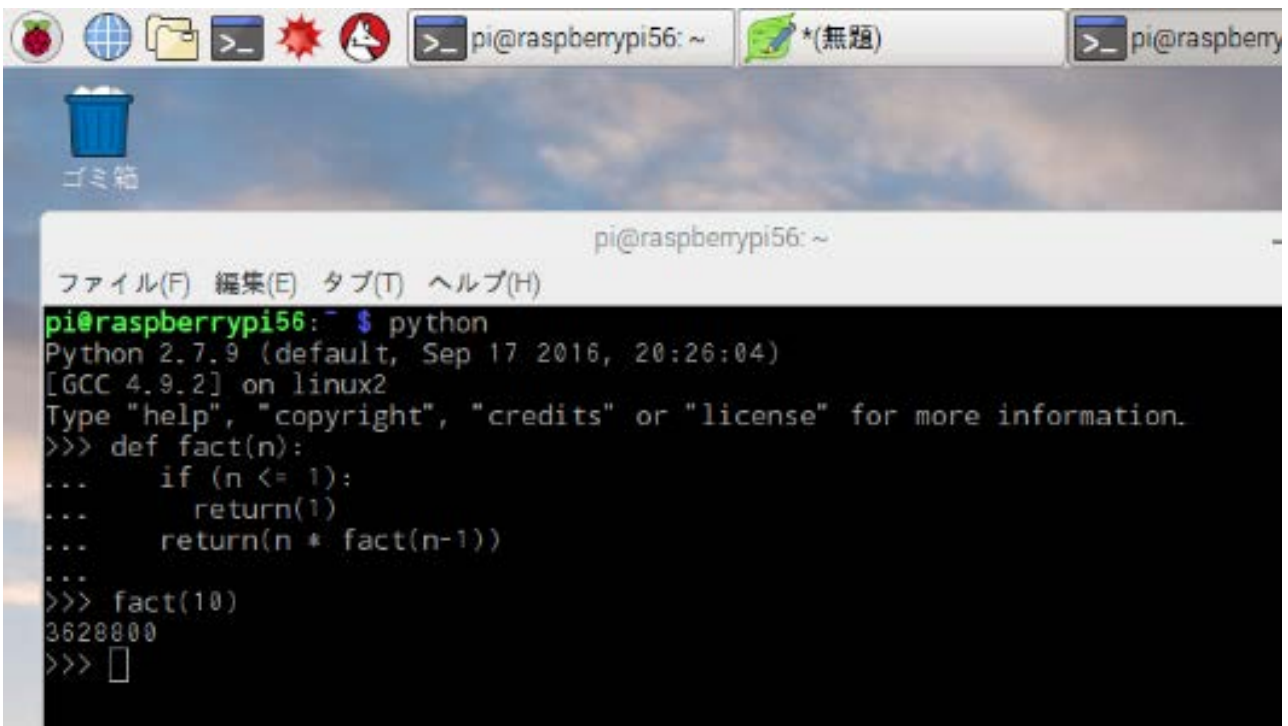 pi@raspberrypi56: ~
*(無題)
pi@raspberry
ゴミ箱
pi@raspberrypi56: ~
ファイル(F) 編集(E) タブ(T) ヘルプ(H)
pi@raspberrypi56:~ $ python
Python 2.7.9 (default, Sep 17 2016, 20:26:04)
[GCC 4.9.2] on linux2
Type "help", "copyright", "credits" or "license" for more information.
>>> def fact(n):
...     if (n <= 1):
...       return(1)
...     return(n * fact(n-1))
...
>>> fact(10)
3628800
>>>